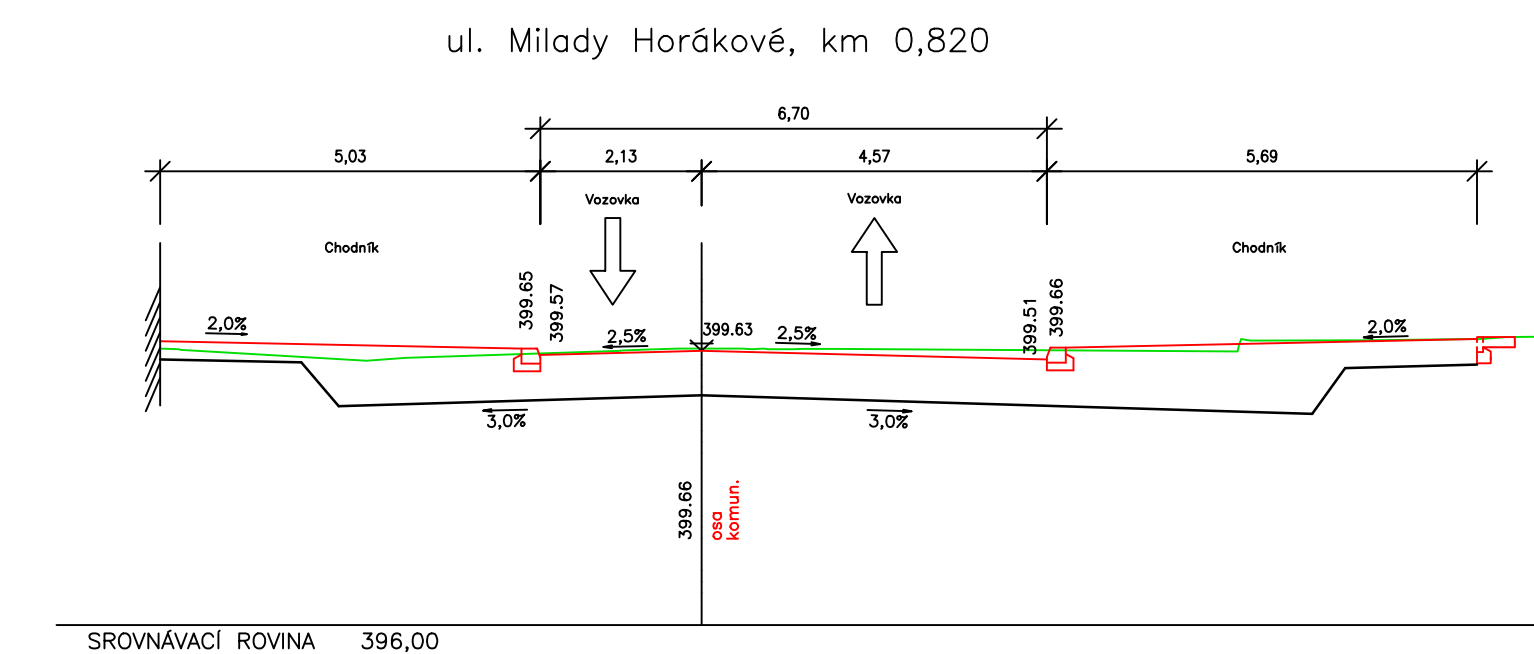 ul. Milady Horákové, km 0,820
6,70
5,03
2,13
4,57
5,69
Vozovka
Vozovka
Chodník
Chodník
399.65
399.57
399.51
399.66
2,0%
2,5%
399.63
2,5%
2,0%
3,0%
3,0%
399.66
osa
komun.
SROVNÁVACÍ ROVINA 396,00